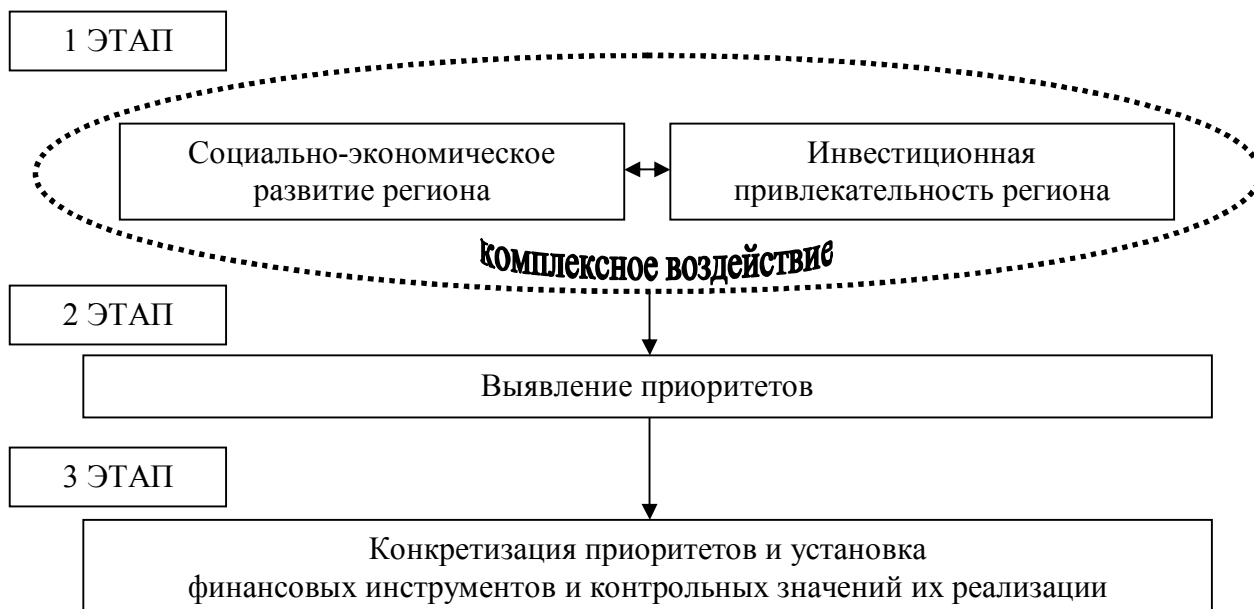 1 ЭТАП
Социально-экономическое
развитие региона
Инвестиционная
привлекательность региона
комплексное воздействие
2 ЭТАП
Выявление приоритетов
3 ЭТАП
Конкретизация приоритетов и установка
финансовых инструментов и контрольных значений их реализации